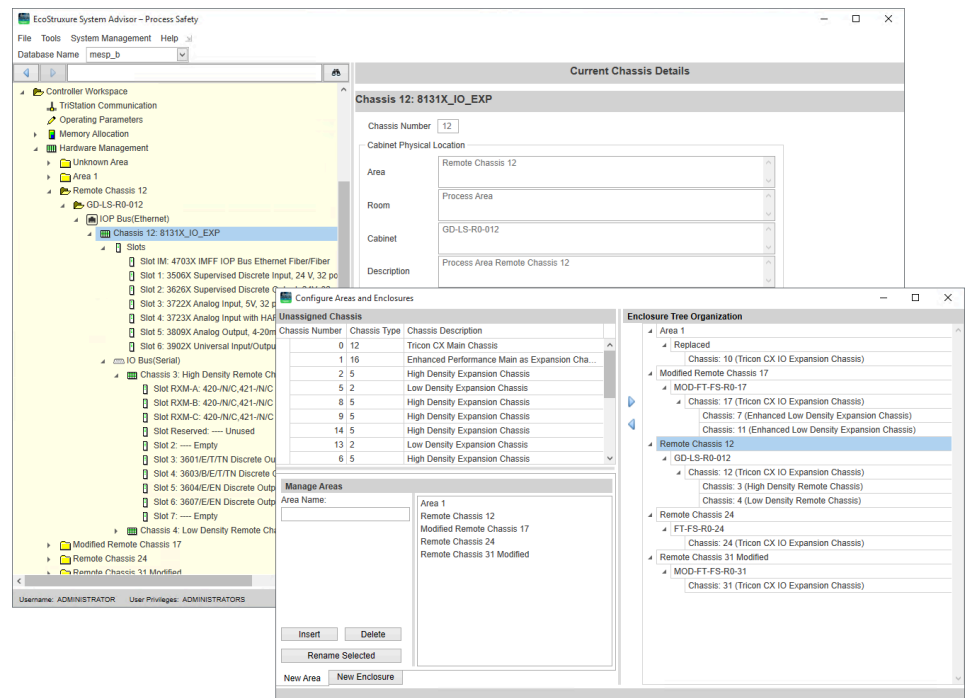 EcoStruxure System Advisor – Process Safety
File Tools System Management Help
Database Name mesp_b
Current Chassis Details
Controller Workspace
TriStation Communication
Operating Parameters
Memory Allocation
Hardware Management
Unknown Area
Area 1
Remote Chassis 12
GD-LS-R0-012
IOP Bus(Ethernet)
Chassis 12: 8131X_IO_EXP
Slots
Slot IM: 4703X IMFF IOP Bus Ethernet Fiber/Fiber
Slot 1: 3506X Supervised Discrete Input, 24 V, 32 po
Slot 2: 3626X Supervised Discrete
Slot 3: 3722X Analog Input, 5V, 32 p
Slot 4: 3723X Analog Input with HAR
Slot 5: 3809X Analog Output, 4-20m
Slot 6: 3902X Universal Input/Outpu
IO Bus(Serial)
Chassis 3: High Density Remote Ch
Slot RXM-A: 420-/N/C,421-/N/C
Slot RXM-B: 420-/N/C,421-/N/C
Slot RXM-C: 420-/N/C,421-/N/C
Slot Reserved: ---- Unused
Slot 2: ---- Empty
Slot 3: 3601/E/T/TN Discrete Ou
Slot 4: 3603/B/E/T/TN Discrete
Slot 5: 3604/E/EN Discrete Outp
Slot 6: 3607/E/EN Discrete Outp
Slot 7: ---- Empty
Chassis 4: Low Density Remote Cha
Modified Remote Chassis 17
Remote Chassis 24
Remote Chassis 31 Modified
Username: ADMINISTRATOR User Privileges: ADMINISTRATORS
Chassis 12: 8131X_IO_EXP
Chassis Number 12
Cabinet Physical Location
Area Remote Chassis 12
Room Process Area
Cabinet GD-LS-R0-012
Description Process Area Remote Chassis 12
Configure Areas and Enclosures
Unassigned Chassis
Chassis Number Chassis Type Chassis Description
0 12 Tricon CX Main Chassis
1 16 Enhanced Performance Main as Expansion Cha...
2 5 High Density Expansion Chassis
5 2 Low Density Expansion Chassis
8 5 High Density Expansion Chassis
9 5 High Density Expansion Chassis
14 5 High Density Expansion Chassis
13 2 Low Density Expansion Chassis
6 5 High Density Expansion Chassis
Manage Areas
Area Name:
Area 1
Remote Chassis 12
Modified Remote Chassis 17
Remote Chassis 24
Remote Chassis 31 Modified
Insert Delete
Rename Selected
New Area New Enclosure
Enclosure Tree Organization
Area 1
Replaced
Chassis: 10 (Tricon CX IO Expansion Chassis)
Modified Remote Chassis 17
MOD-FT-FS-R0-17
Chassis: 17 (Tricon CX IO Expansion Chassis)
Chassis: 7 (Enhanced Low Density Expansion Chassis)
Chassis: 11 (Enhanced Low Density Expansion Chassis)
Remote Chassis 12
GD-LS-R0-012
Chassis: 12 (Tricon CX IO Expansion Chassis)
Chassis: 3 (High Density Remote Chassis)
Chassis: 4 (Low Density Remote Chassis)
Remote Chassis 24
FT-FS-R0-24
Chassis: 24 (Tricon CX IO Expansion Chassis)
Remote Chassis 31 Modified
MOD-FT-FS-R0-31
Chassis: 31 (Tricon CX IO Expansion Chassis)